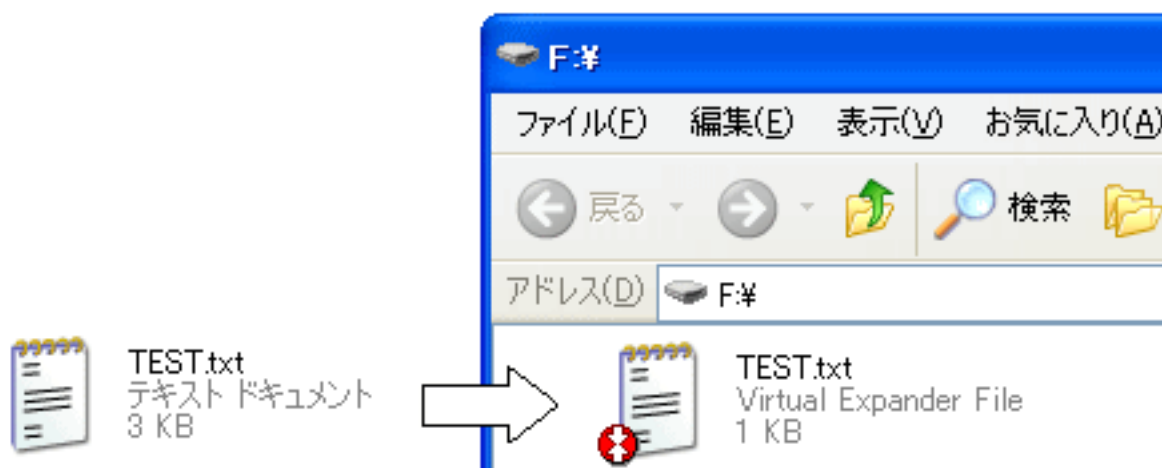 F:¥
ファイル(F) 編集(E) 表示(V) お気に入り(A)
戻る 検索
アドレス(D) F:¥
TEST.txt
テキスト ドキュメント
3 KB
TEST.txt
Virtual Expander File
1 KB